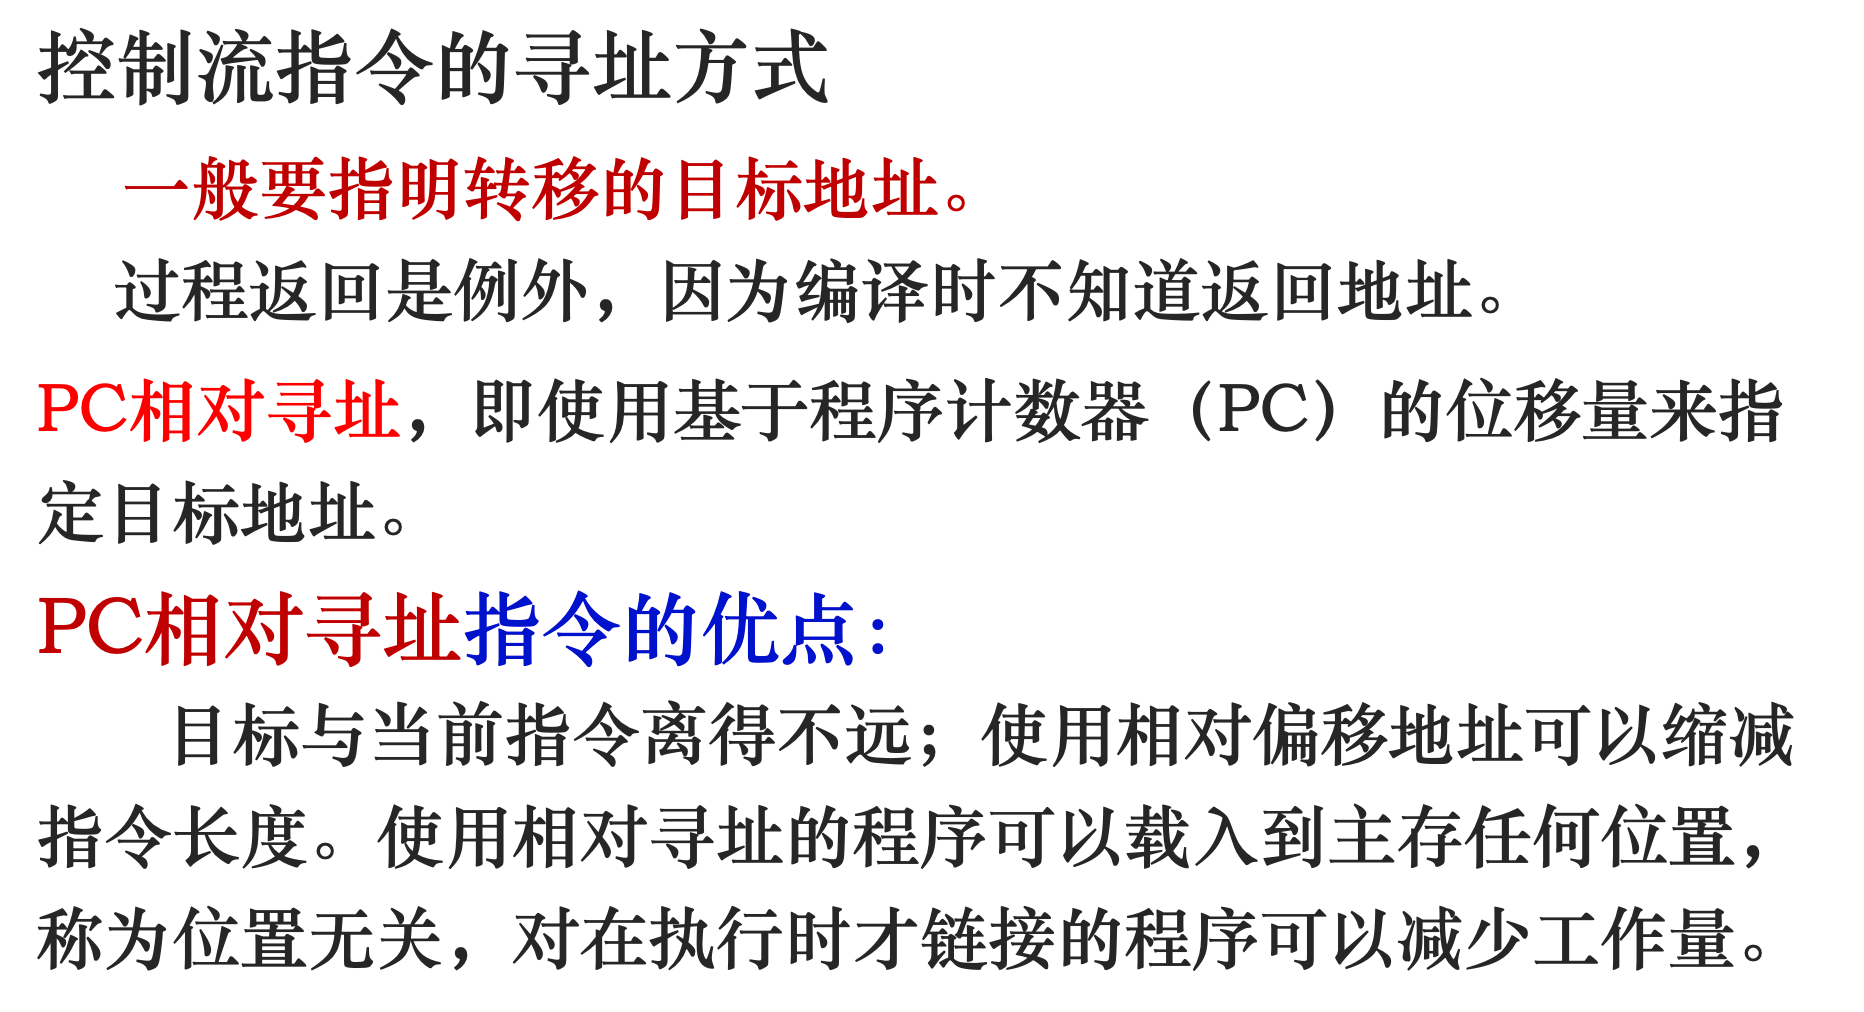 控制流指令的寻址方式
一般要指明转移的目标地址。
过程返回是例外，因为编译时不知道返回地址。
PC相对寻址，即使用基于程序计数器（PC）的位移量来指
定目标地址。
PC相对寻址指令的优点：
目标与当前指令离得不远；使用相对偏移地址可以缩减
指令长度。使用相对寻址的程序可以载入到主存任何位置，
称为位置无关，对在执行时才链接的程序可以减少工作量。